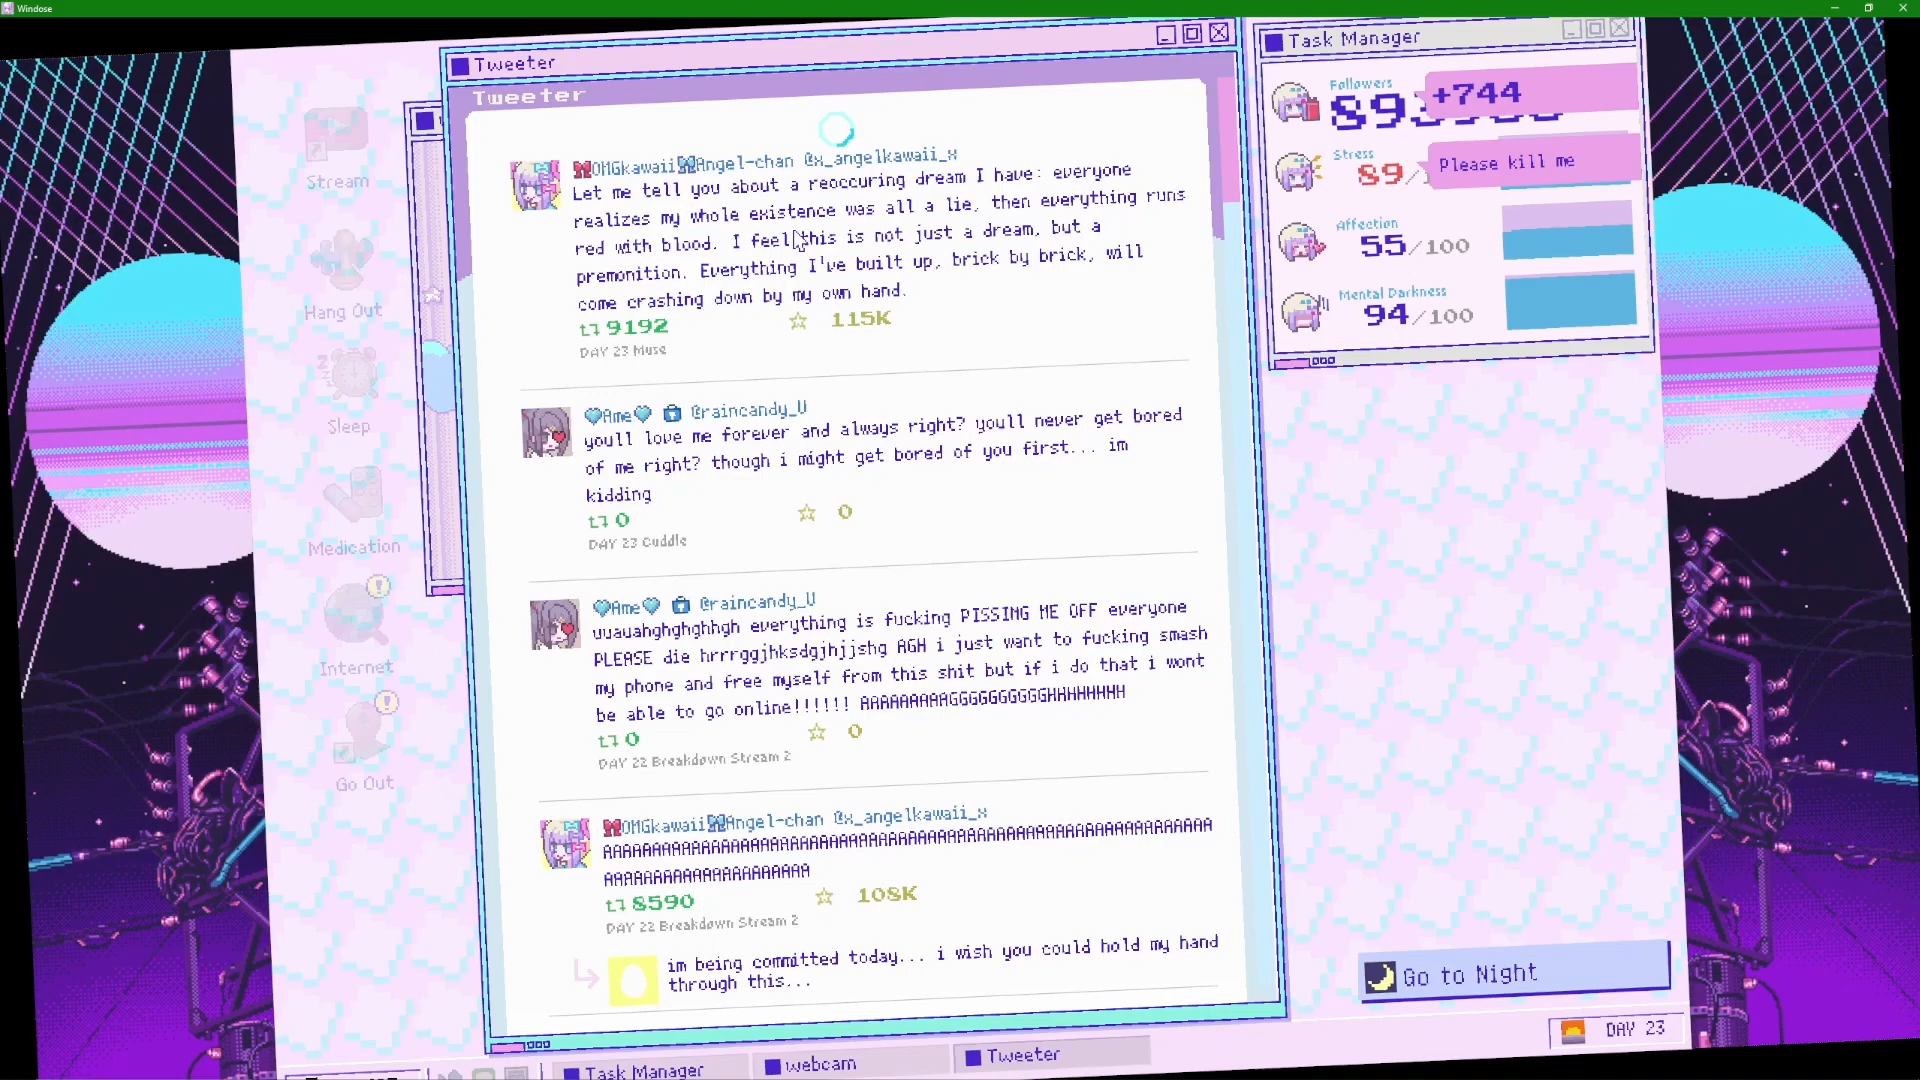 Windose
Tweeter
Tweeter
OMGkawaii Angel-chan @x_angelkawaii_x
Let me tell you about a reoccuring dream I have: everyone
realizes my whole existence was all a lie, then everything runs
red with blood. I feel this is not just a dream, but a
premonition. Everything I've built up, brick by brick, will
come crashing down by my own hand.
9192 115K
DAY 23 Muse
Ame @raincandy_U
youll love me forever and always right? youll never get bored
of me right? though i might get bored of you first... im
kidding
0 0
DAY 23 Cuddle
Ame @raincandy_U
uuauahghghghhgh everything is fucking PISSING ME OFF everyone
PLEASE die hrrrggjhksdgjhjjshg AGH i just want to fucking smash
my phone and free myself from this shit but if i do that i wont
be able to go online!!!!!! AAAAAAAAAGGGGGGGGGGHHHHHHHH
0 0
DAY 22 Breakdown Stream 2
OMGkawaii Angel-chan @x_angelkawaii_x
AAAAAAAAAAAAAAAAAAAAAAAAAAAAAAAAAAAAAAAAAAAAAAAAAAAAAAAAAAAAAA
AAAAAAAAAAAAAAAAAAAAA
8590 108K
DAY 22 Breakdown Stream 2
im being committed today... i wish you could hold my hand
through this...
Stream
Hang Out
Sleep
Medication
Internet
Go Out
Task Manager
Followers
+744
Stress
89
Please kill me
Affection
55/100
Mental Darkness
94/100
Go to Night
DAY 23
Task Manager
webcam
Tweeter